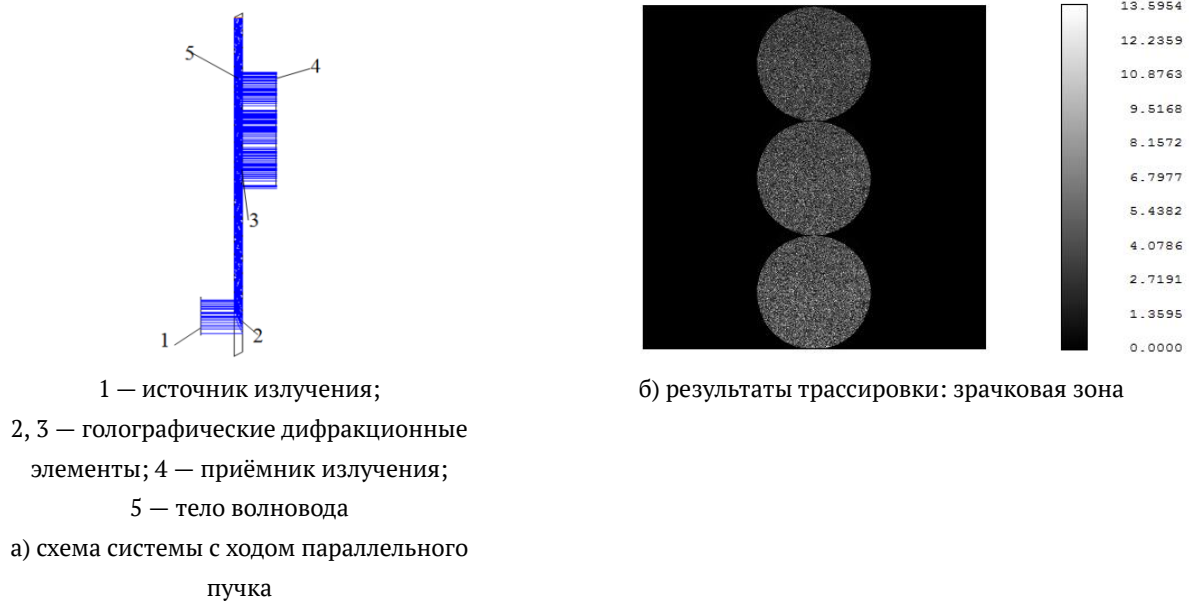 5
4
3
1
2
13.5954
12.2359
10.8763
9.5168
8.1572
6.7977
5.4382
4.0786
2.7191
1.3595
0.0000
1 — источник излучения;
2, 3 — голографические дифракционные
элементы; 4 — приёмник излучения;
5 — тело волновода
а) схема системы с ходом параллельного
пучка
б) результаты трассировки: зрачковая зона